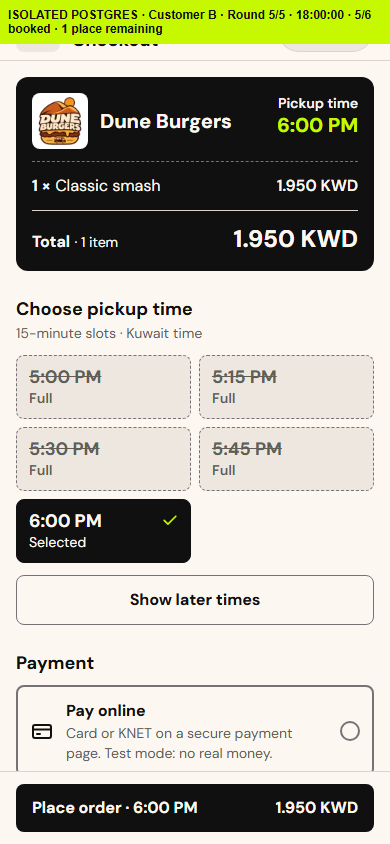 ISOLATED POSTGRES · Customer B · Round 5/5 · 18:00:00 · 5/6
booked · 1 place remaining
Checkout
DUNE
BURGERS
Dune Burgers
Pickup time
6:00 PM
1 × Classic smash
1.950 KWD
Total · 1 item
1.950 KWD
Choose pickup time
15-minute slots · Kuwait time
5:00 PM
Full
5:15 PM
Full
5:30 PM
Full
5:45 PM
Full
6:00 PM
Selected
Show later times
Payment
Pay online
Card or KNET on a secure payment
page. Test mode: no real money.
Place order · 6:00 PM
1.950 KWD